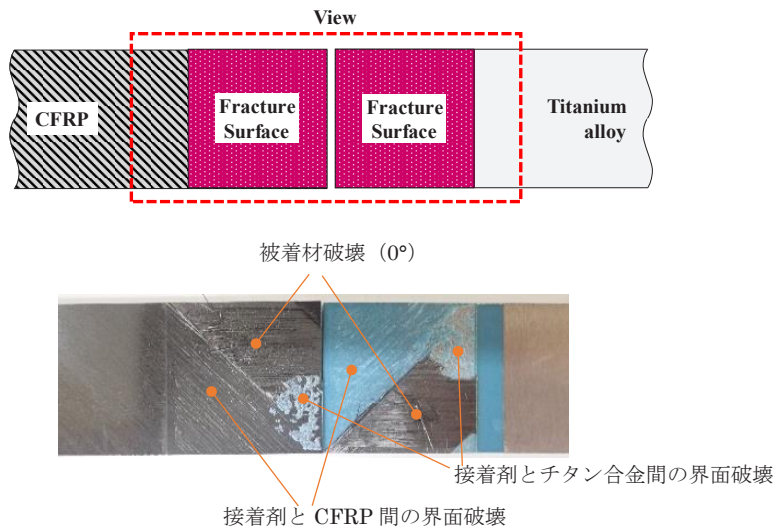 View
CFRP
Fracture
Surface
Fracture
Surface
Titanium
alloy
被着材破壊（0°）
接着剤とチタン合金間の界面破壊
接着剤と CFRP 間の界面破壊